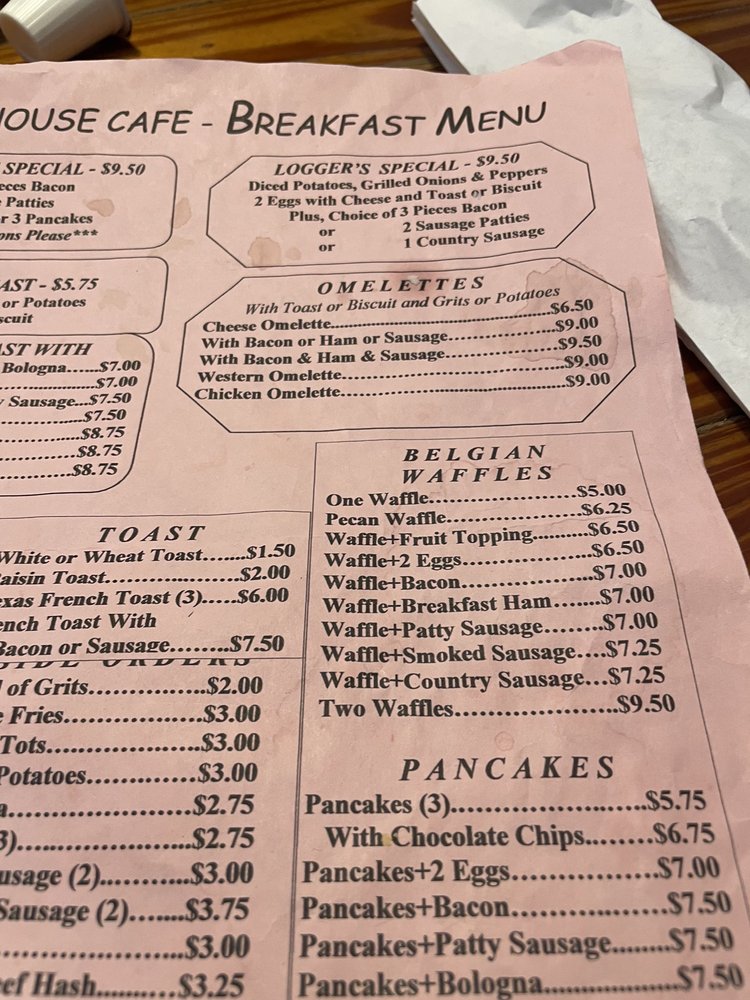 HOUSE CAFE - BREAKFAST MENU
SPECIAL - $9.50
Bacon
Patties
3 Pancakes
Please***
LOGGER'S SPECIAL - $9.50
Diced Potatoes, Grilled Onions & Peppers
2 Eggs with Cheese and Toast or Biscuit
Plus, Choice of 3 Pieces Bacon
or 2 Sausage Patties
or 1 Country Sausage
- $5.75
or Potatoes
OMELETTES
With Toast or Biscuit and Grits or Potatoes
Cheese Omelette....$6.50
With Bacon or Ham or Sausage....$9.00
With Bacon & Ham & Sausage....$9.50
Western Omelette....$9.00
Chicken Omelette....$9.00
WITH
Bologna......$7.00
$7.00
Sausage...$7.50
$7.50
$8.75
$8.75
$8.75
BELGIAN
WAFFLES
One Waffle....$5.00
Pecan Waffle....$6.25
Waffle+Fruit Topping....$6.50
Waffle+2 Eggs....$6.50
Waffle+Bacon....$7.00
Waffle+Breakfast Ham.......$7.00
Waffle+Patty Sausage........$7.00
Waffle+Smoked Sausage....$7.25
Waffle+Country Sausage...$7.25
Two Waffles....$9.50
TOAST
White or Wheat Toast.......$1.50
Raisin Toast....$2.00
Texas French Toast (3).....$6.00
French Toast With
Bacon or Sausage........$7.50
SIDE ORDERS
of Grits....$2.00
Fries....$3.00
Tots....$3.00
Potatoes....$3.00
$2.75
$2.75
Sausage (2)...........$3.00
Sausage (2).......$3.75
$3.00
Hash..........$3.25
PANCAKES
Pancakes (3)....$5.75
With Chocolate Chips........$6.75
Pancakes+2 Eggs....$7.00
Pancakes+Bacon....$7.50
Pancakes+Patty Sausage........$7.50
Pancakes+Bologna....$7.50